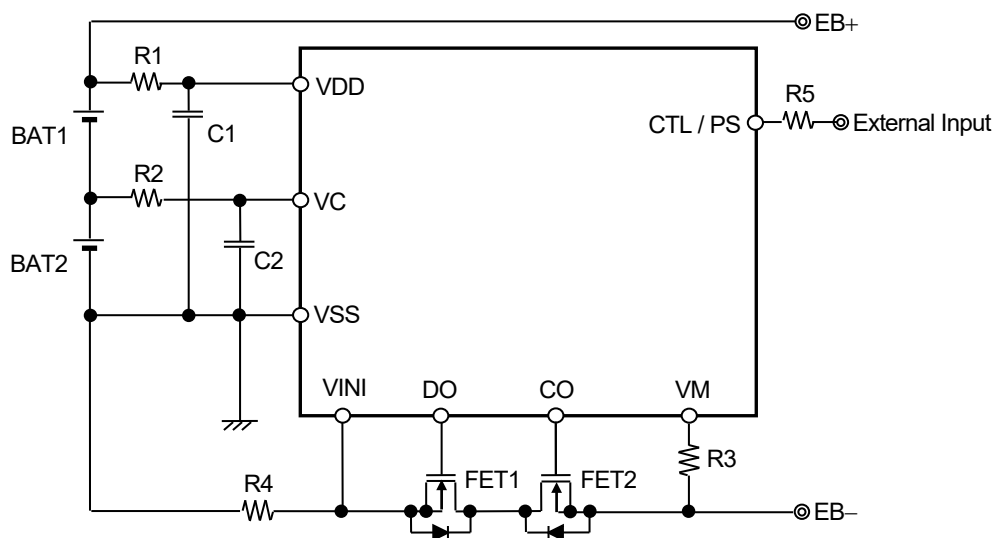 EB+
R1
VDD
R5
C1
CTL / PS
External Input
BAT1
R2
VC
BAT2
C2
VSS
VINI
DO
CO
VM
R3
R4
FET1
FET2
EB−